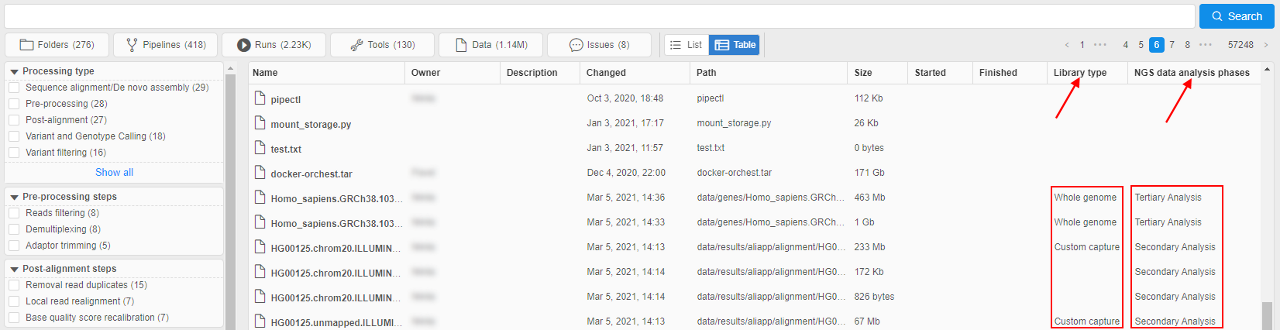 Search
Folders (276) Pipelines (418) Runs (2.23K) Tools (130) Data (1.14M) Issues (8) List Table < 1 ••• 4 5 6 7 8 ••• 57248 >
Processing type
Sequence alignment/De novo assembly (29)
Pre-processing (28)
Post-alignment (27)
Variant and Genotype Calling (18)
Variant filtering (16)
Show all
Pre-processing steps
Reads filtering (8)
Demultiplexing (8)
Adaptor trimming (5)
Post-alignment steps
Removal read duplicates (15)
Local read realignment (7)
Base quality score recalibration (7)
Name Owner Description Changed Path Size Started Finished Library type NGS data analysis phases
pipectl Oct 3, 2020, 18:48 pipectl 112 Kb
mount_storage.py Jan 3, 2021, 17:17 mount_storage.py 26 Kb
test.txt Jan 3, 2021, 11:57 test.txt 0 bytes
docker-orchest.tar Dec 4, 2020, 22:00 docker-orchest.tar 171 Gb
Homo_sapiens.GRCh38.103... Mar 5, 2021, 14:36 data/genes/Homo_sapiens.GRCh... 463 Mb Whole genome Tertiary Analysis
Homo_sapiens.GRCh38.103... Mar 5, 2021, 14:33 data/genes/Homo_sapiens.GRCh... 1 Gb Whole genome Tertiary Analysis
HG00125.chrom20.ILLUMIN... Mar 5, 2021, 14:13 data/results/aliapp/alignment/HG0... 233 Mb Custom capture Secondary Analysis
HG00125.chrom20.ILLUMIN... Mar 5, 2021, 14:14 data/results/aliapp/alignment/HG0... 172 Kb Secondary Analysis
HG00125.chrom20.ILLUMIN... Mar 5, 2021, 14:14 data/results/aliapp/alignment/HG0... 826 bytes Secondary Analysis
HG00125.unmapped.ILLUMI... Mar 5, 2021, 14:13 data/results/aliapp/alignment/HG0... 67 Mb Custom capture Secondary Analysis